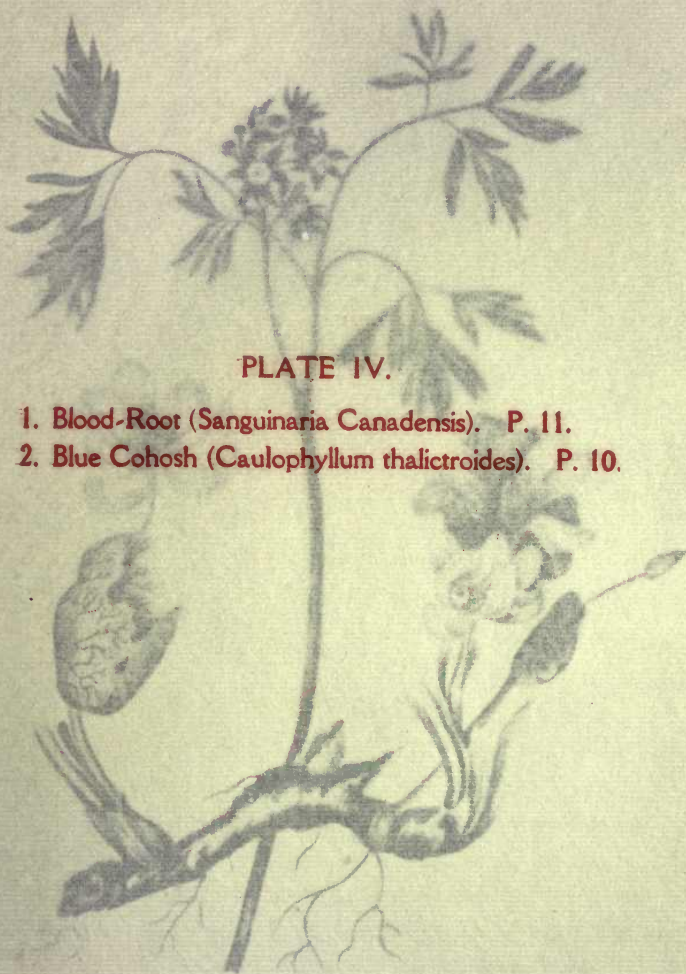 PLATE IV.
1. Blood-Root (Sanguinaria Canadensis). P. 11.
2. Blue Cohosh (Caulophyllum thalictroides). P. 10.